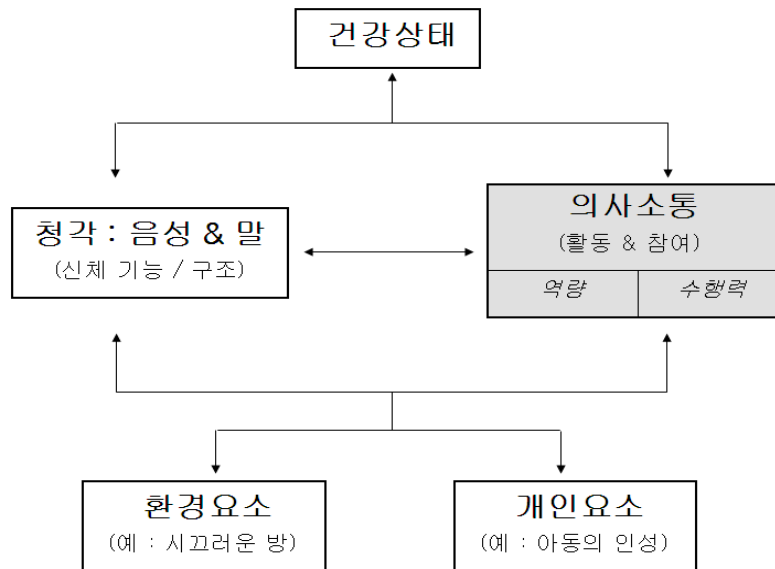 건강상태
청각 : 음성 & 말
(신체 기능 / 구조)
의사소통
(활동 & 참여)
역량
수행력
환경요소
(예 : 시끄러운 방)
개인요소
(예 : 아동의 인성)